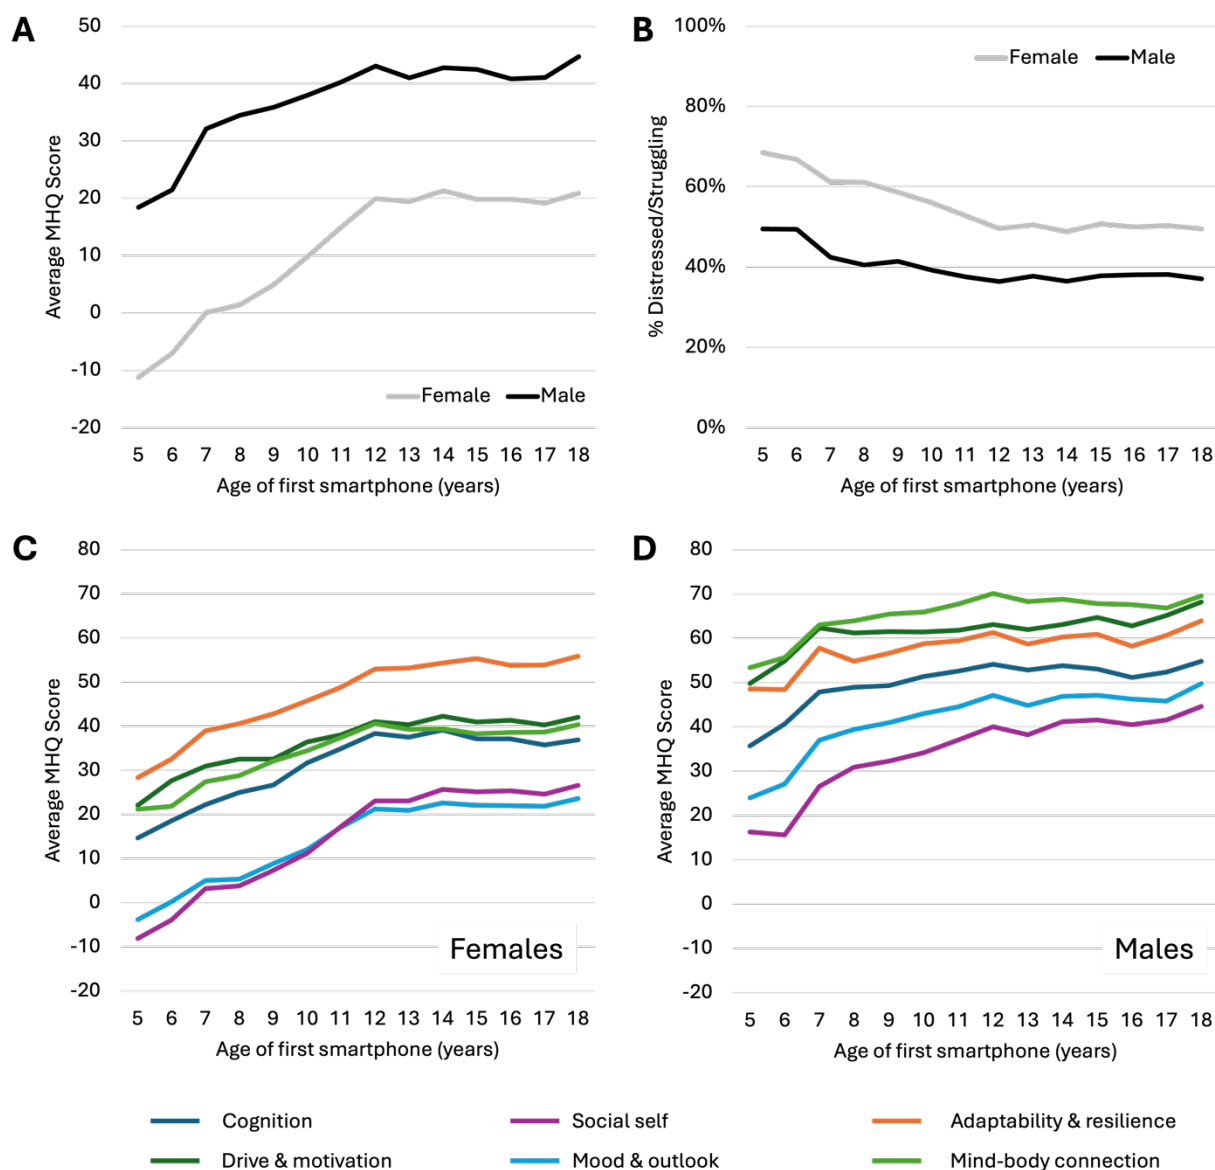 A
50
40
30
20
10
0
-10
-20
Average MHQ Score
Female Male
5 6 7 8 9 10 11 12 13 14 15 16 17 18
Age of first smartphone (years)
B
100%
80%
60%
40%
20%
0%
% Distressed/Struggling
Female Male
5 6 7 8 9 10 11 12 13 14 15 16 17 18
Age of first smartphone (years)
C
80
70
60
50
40
30
20
10
0
-10
-20
Average MHQ Score
Females
5 6 7 8 9 10 11 12 13 14 15 16 17 18
Age of first smartphone (years)
D
80
70
60
50
40
30
20
10
0
-10
-20
Average MHQ Score
Males
5 6 7 8 9 10 11 12 13 14 15 16 17 18
Age of first smartphone (years)
Cognition Social self Adaptability & resilience
Drive & motivation Mood & outlook Mind-body connection